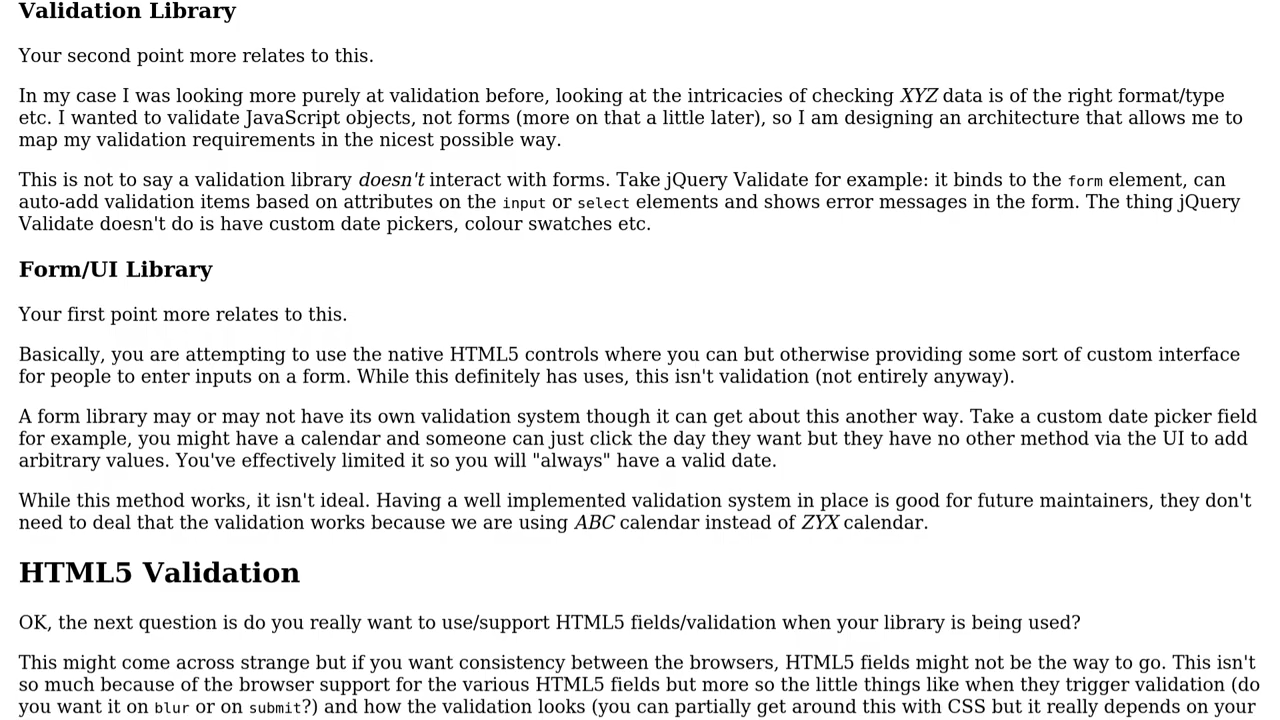 Validation Library
Your second point more relates to this.
In my case I was looking more purely at validation before, looking at the intricacies of checking XYZ data is of the right format/type
etc. I wanted to validate JavaScript objects, not forms (more on that a little later), so I am designing an architecture that allows me to
map my validation requirements in the nicest possible way.
This is not to say a validation library doesn't interact with forms. Take jQuery Validate for example: it binds to the form element, can
auto-add validation items based on attributes on the input or select elements and shows error messages in the form. The thing jQuery
Validate doesn't do is have custom date pickers, colour swatches etc.
Form/UI Library
Your first point more relates to this.
Basically, you are attempting to use the native HTML5 controls where you can but otherwise providing some sort of custom interface
for people to enter inputs on a form. While this definitely has uses, this isn't validation (not entirely anyway).
A form library may or may not have its own validation system though it can get about this another way. Take a custom date picker field
for example, you might have a calendar and someone can just click the day they want but they have no other method via the UI to add
arbitrary values. You've effectively limited it so you will "always" have a valid date.
While this method works, it isn't ideal. Having a well implemented validation system in place is good for future maintainers, they don't
need to deal that the validation works because we are using ABC calendar instead of ZYX calendar.
HTML5 Validation
OK, the next question is do you really want to use/support HTML5 fields/validation when your library is being used?
This might come across strange but if you want consistency between the browsers, HTML5 fields might not be the way to go. This isn't
so much because of the browser support for the various HTML5 fields but more so the little things like when they trigger validation (do
you want it on blur or on submit?) and how the validation looks (you can partially get around this with CSS but it really depends on your